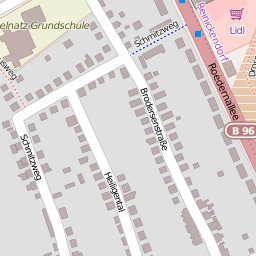 elnatz-Grundschule
Schmitzweg
Lidl
Reinickendorf
Roedernallee
B 96
Brodersenstraße
Schmitzweg
Heiligental